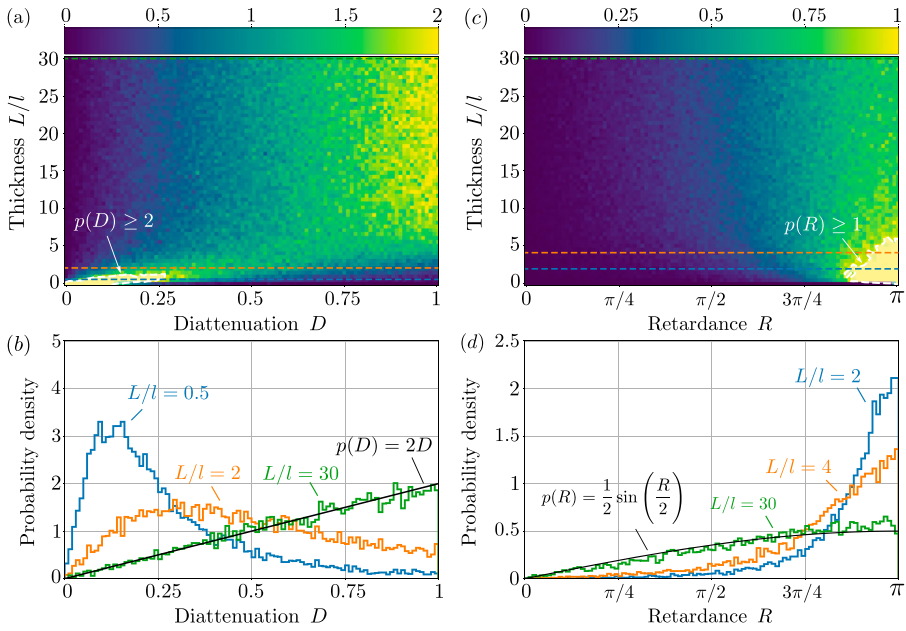 (a)
0 0.5 1 1.5 2
Thickness L/l
30
25
20
15
10
5
0
p(D) ≥ 2
0 0.25 0.5 0.75 1
Diattenuation D
(c)
0 0.25 0.5 0.75 1
Thickness L/l
30
25
20
15
10
5
0
p(R) ≥ 1
0 π/4 π/2 3π/4 π
Retardance R
(b)
Probability density
5
4
3
2
1
0
L/l = 0.5
L/l = 2
L/l = 30
p(D) = 2D
0 0.25 0.5 0.75 1
Diattenuation D
(d)
Probability density
2.5
2
1.5
1
0.5
0
L/l = 2
L/l = 4
L/l = 30
p(R) = 1/2 sin (R/2)
0 π/4 π/2 3π/4 π
Retardance R